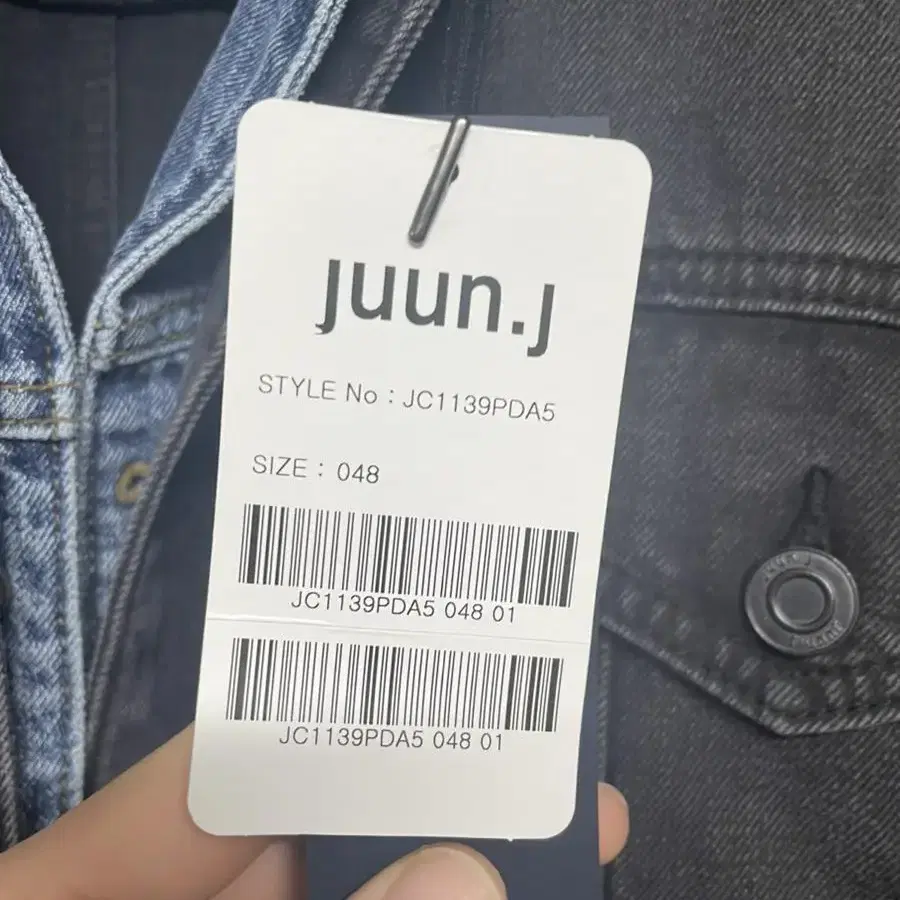 juun.j
STYLE No : JC1139PDA5
SIZE : 048
JC1139PDA5 048 01
JC1139PDA5 048 01